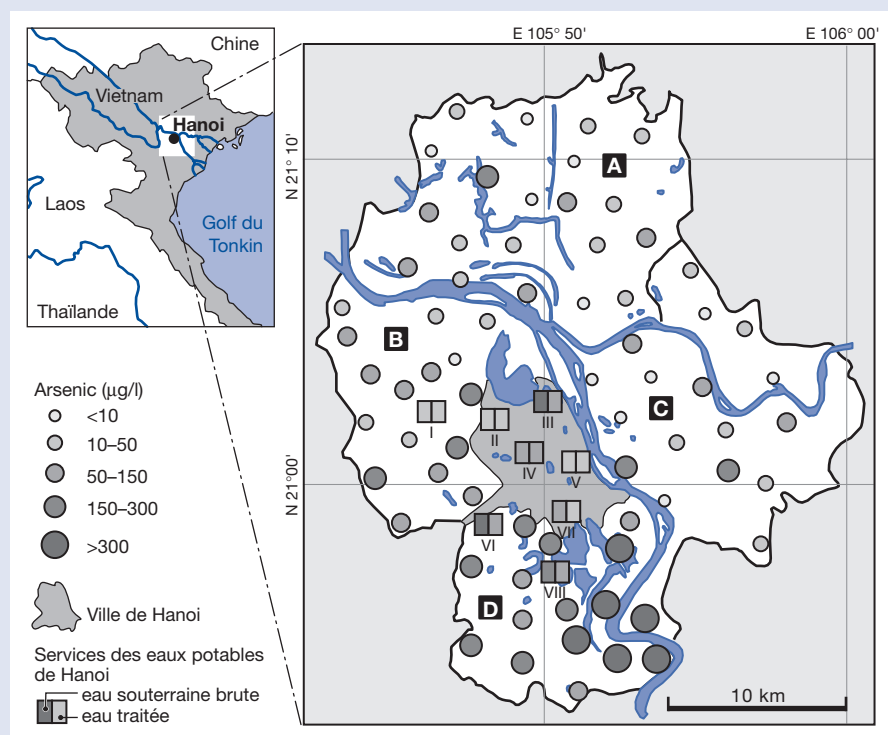 Chine
Vietnam
Hanoi
Laos
Golf du
Tonkin
Thaïlande
Arsenic (µg/l)
<10
10–50
50–150
150–300
>300
Ville de Hanoi
Services des eaux potables
de Hanoi
eau souterraine brute
eau traitée
E 105° 50'
E 106° 00'
N 21° 10'
N 21° 00'
A
B
C
D
I
II
III
IV
V
VI
VII
VIII
10 km